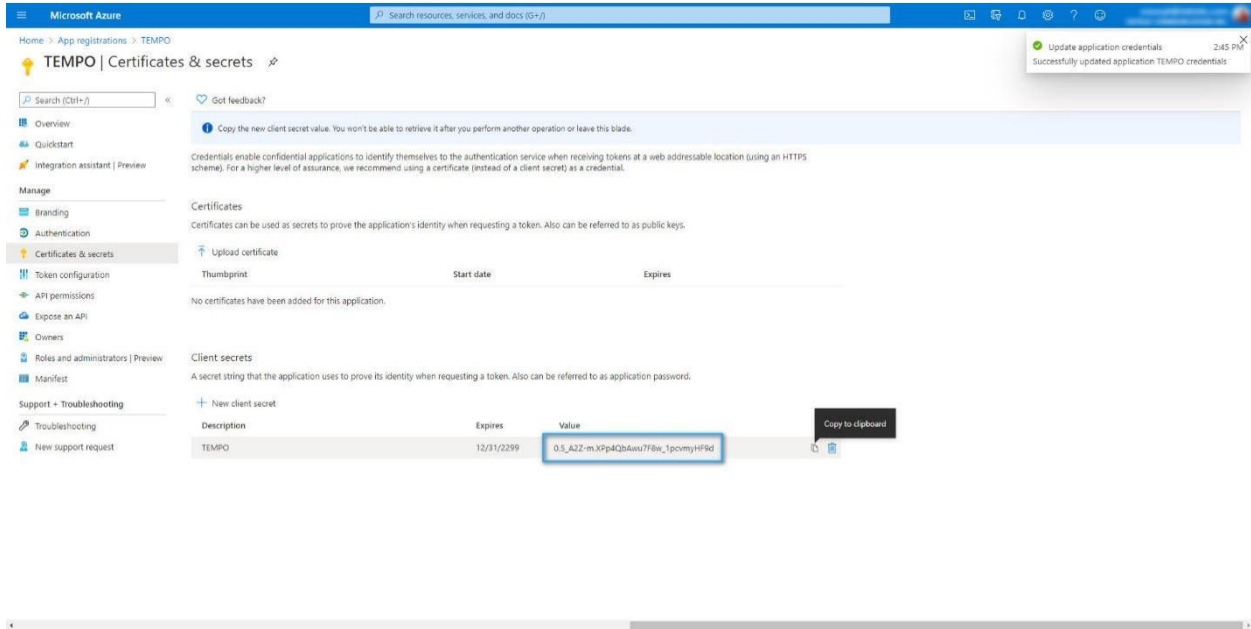 Microsoft Azure
Search resources, services, and docs (G+/)
Home > App registrations > TEMPO
TEMPO | Certificates & secrets
Update application credentials 2:45 PM
Successfully updated application TEMPO credentials
Search (Ctrl+/)
«
Got feedback?
Overview
Quickstart
Integration assistant | Preview
Copy the new client secret value. You won't be able to retrieve it after you perform another operation or leave this blade.
Credentials enable confidential applications to identify themselves to the authentication service when receiving tokens at a web addressable location (using an HTTPS
scheme). For a higher level of assurance, we recommend using a certificate (instead of a client secret) as a credential.
Manage
Branding
Authentication
Certificates & secrets
Token configuration
API permissions
Expose an API
Owners
Roles and administrators | Preview
Manifest
Support + Troubleshooting
Troubleshooting
New support request
Certificates
Certificates can be used as secrets to prove the application's identity when requesting a token. Also can be referred to as public keys.
Upload certificate
Thumbprint Start date Expires
No certificates have been added for this application.
Client secrets
A secret string that the application uses to prove its identity when requesting a token. Also can be referred to as application password.
New client secret
Description Expires Value
Copy to clipboard
TEMPO 12/31/2299 0.5_A2Z-m.XPp4QbAwu7F8w_1pcvmyHF9d